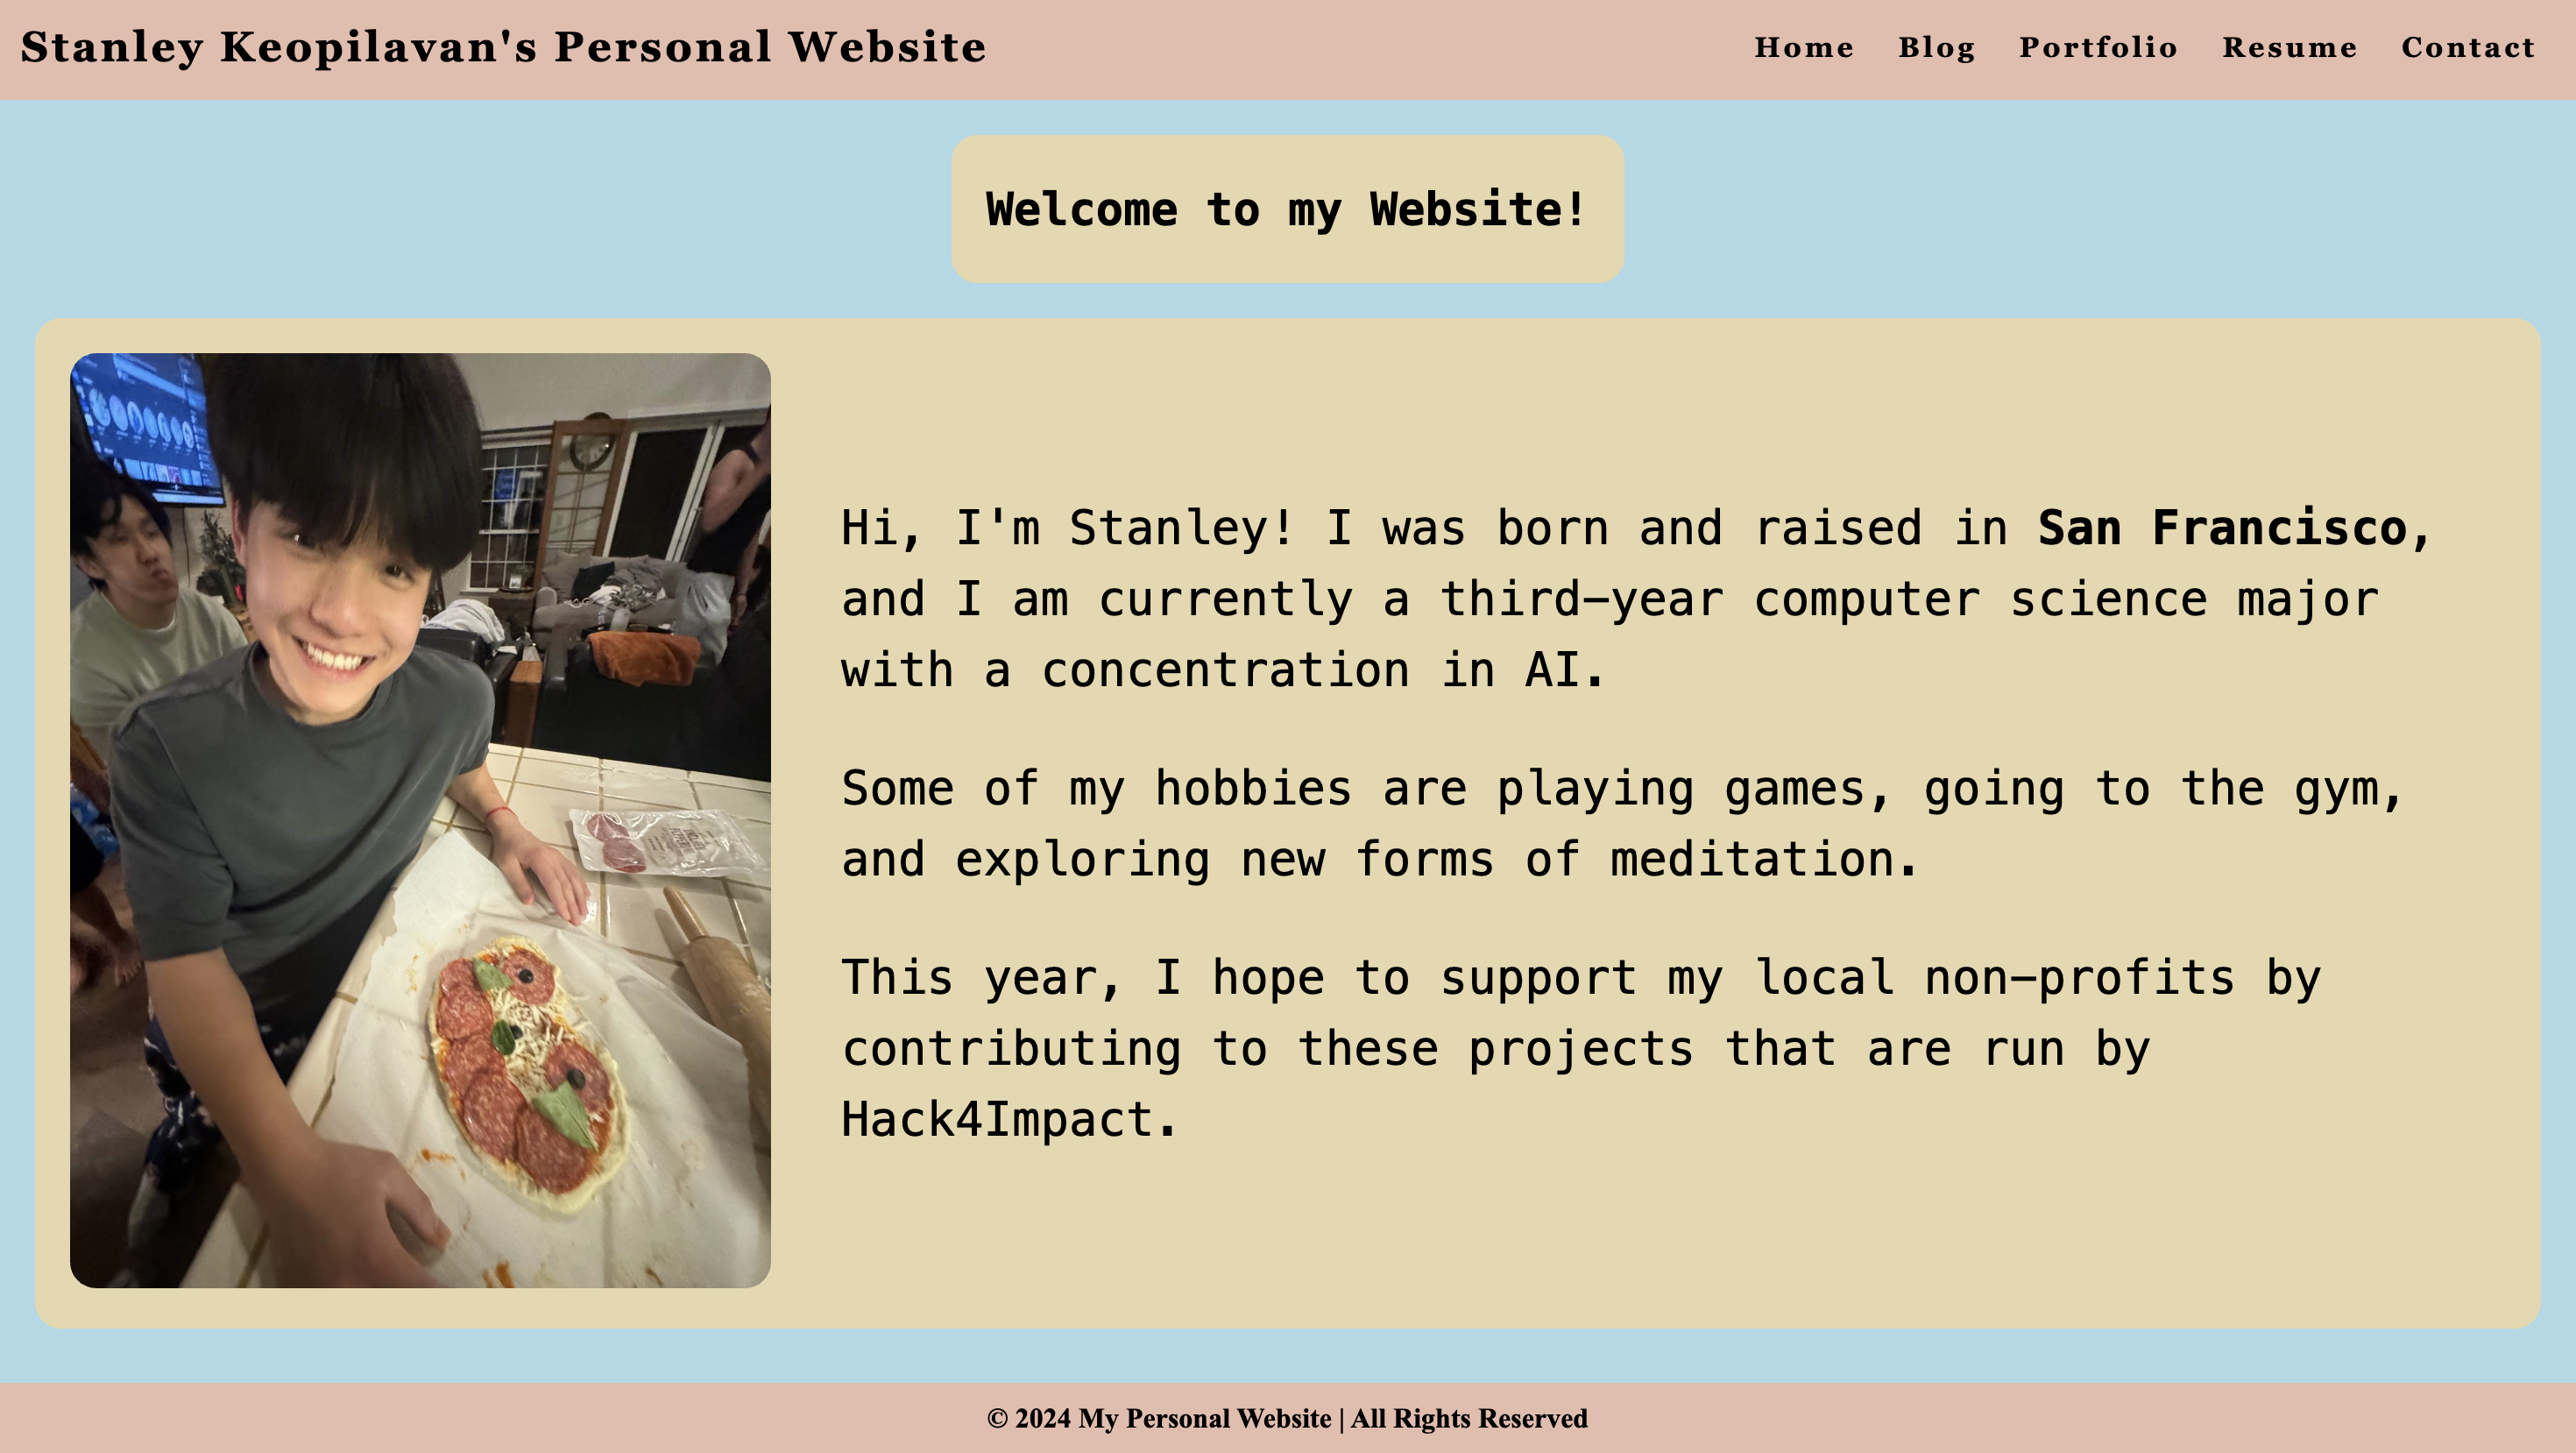 Stanley Keopilavan's Personal Website
Home Blog Portfolio Resume Contact
Welcome to my Website!
Hi, I'm Stanley! I was born and raised in San Francisco,
and I am currently a third-year computer science major
with a concentration in AI.
Some of my hobbies are playing games, going to the gym,
and exploring new forms of meditation.
This year, I hope to support my local non-profits by
contributing to these projects that are run by
Hack4Impact.
© 2024 My Personal Website | All Rights Reserved